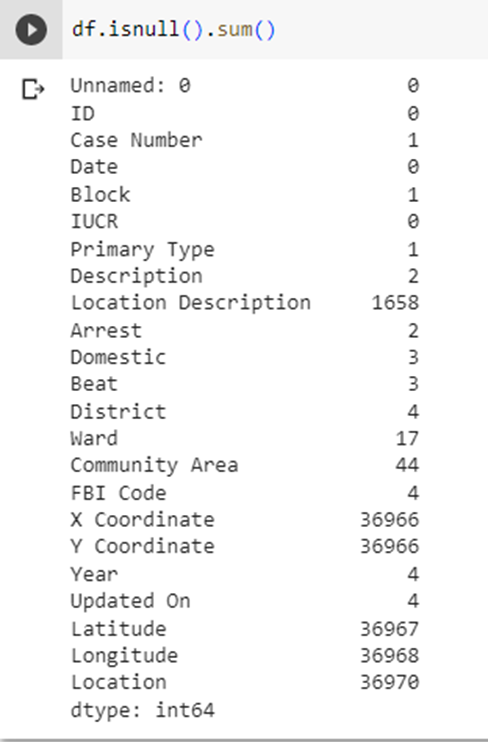 df.isnull().sum()
Unnamed: 0 0
ID 0
Case Number 1
Date 0
Block 1
IUCR 0
Primary Type 1
Description 2
Location Description 1658
Arrest 2
Domestic 3
Beat 3
District 4
Ward 17
Community Area 44
FBI Code 4
X Coordinate 36966
Y Coordinate 36966
Year 4
Updated On 4
Latitude 36967
Longitude 36968
Location 36970
dtype: int64